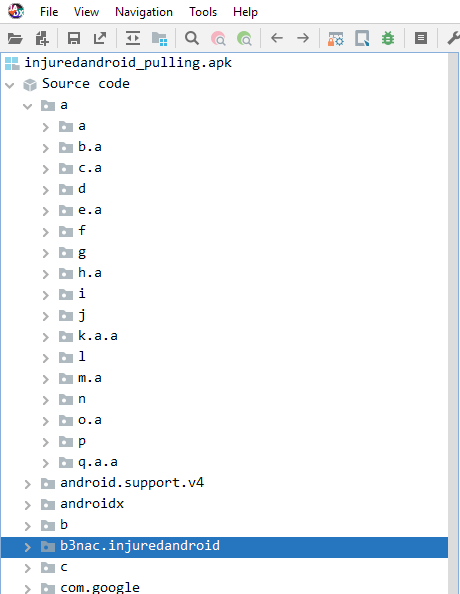 File View Navigation Tools Help
injuredandroid_pulling.apk
Source code
a
a
b.a
c.a
d
e.a
f
g
h.a
i
j
k.a.a
l
m.a
n
o.a
p
q.a.a
android.support.v4
androidx
b
b3nac.injuredandroid
c
com.google